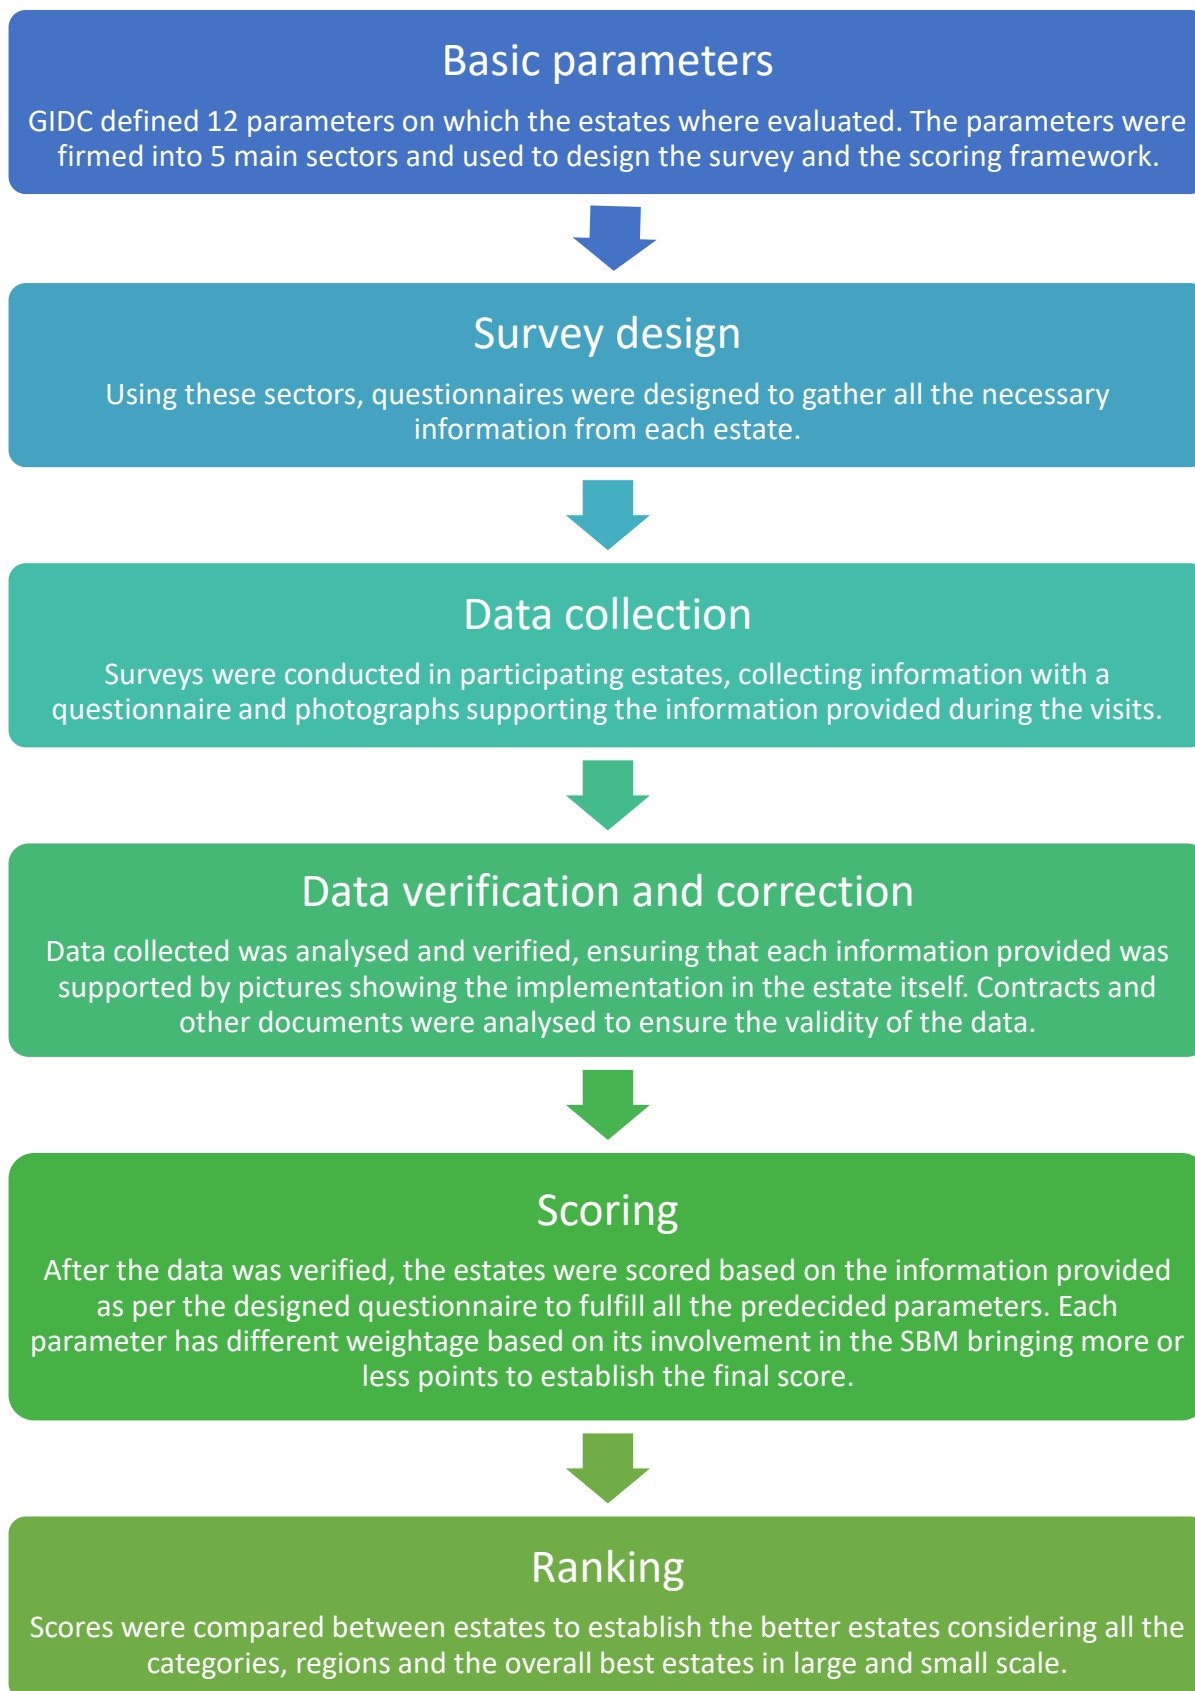 Basic parameters
GIDC defined 12 parameters on which the estates where evaluated. The parameters were
firmed into 5 main sectors and used to design the survey and the scoring framework.
Survey design
Using these sectors, questionnaires were designed to gather all the necessary
information from each estate.
Data collection
Surveys were conducted in participating estates, collecting information with a
questionnaire and photographs supporting the information provided during the visits.
Data verification and correction
Data collected was analysed and verified, ensuring that each information provided was
supported by pictures showing the implementation in the estate itself. Contracts and
other documents were analysed to ensure the validity of the data.
Scoring
After the data was verified, the estates were scored based on the information provided
as per the designed questionnaire to fulfill all the predecided parameters. Each
parameter has different weightage based on its involvement in the SBM bringing more or
less points to establish the final score.
Ranking
Scores were compared between estates to establish the better estates considering all the
categories, regions and the overall best estates in large and small scale.